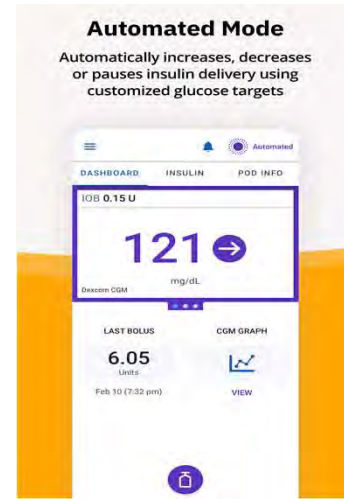 Automated Mode
Automatically increases, decreases
or pauses insulin delivery using
customized glucose targets
Automated
DASHBOARD INSULIN POD INFO
IOB 0.15 U
121
mg/dL
Dexcom CGM
LAST BOLUS CGM GRAPH
6.05
Units
Feb 10 (7:32 pm) VIEW